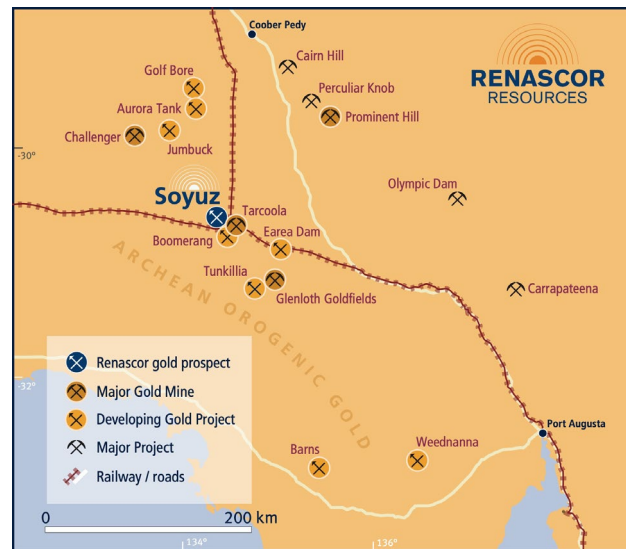 Coober Pedy
RENASCOR
RESOURCES
Cairn Hill
Golf Bore
Perculiar Knob
Aurora Tank
Prominent Hill
Challenger
Jumbuck
-30°
Olympic Dam
Soyuz
Tarcoola
Boomerang
Earea Dam
Tunkillia
Glenloth Goldfields
Carrapateena
ARCHEAN OROGENIC GOLD
Renascor gold prospect
Major Gold Mine
Developing Gold Project
Major Project
Railway / roads
-32°
Port Augusta
Barns
Weednanna
0 200 km
134°
136°